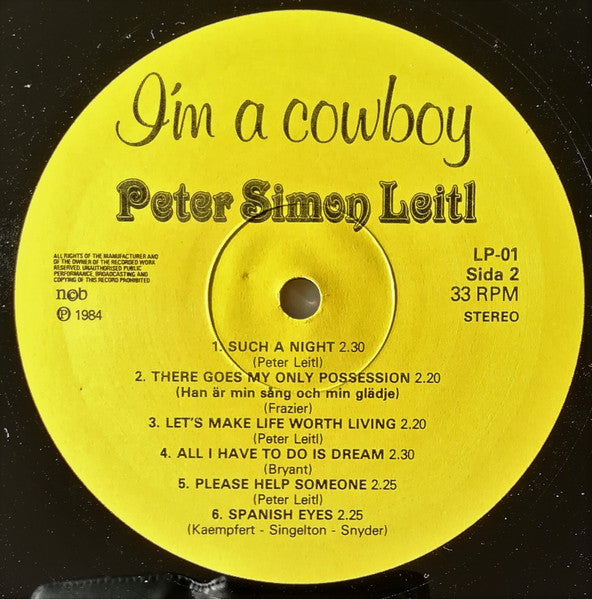 I'm a cowboy
Peter Simon Leitl
ALL RIGHTS OF THE MANUFACTURER AND
OF THE OWNER OF THE RECORDED WORK
RESERVED. UNAUTHORISED PUBLIC
PERFORMANCE, BROADCASTING AND
COPYING OF THIS RECORD PROHIBITED
ncb
℗ 1984
LP-01
Sida 2
33 RPM
STEREO
1. SUCH A NIGHT 2.30
(Peter Leitl)
2. THERE GOES MY ONLY POSSESSION 2.20
(Han är min sång och min glädje)
(Frazier)
3. LET'S MAKE LIFE WORTH LIVING 2.20
(Peter Leitl)
4. ALL I HAVE TO DO IS DREAM 2.30
(Bryant)
5. PLEASE HELP SOMEONE 2.25
(Peter Leitl)
6. SPANISH EYES 2.25
(Kaempfert - Singelton - Snyder)